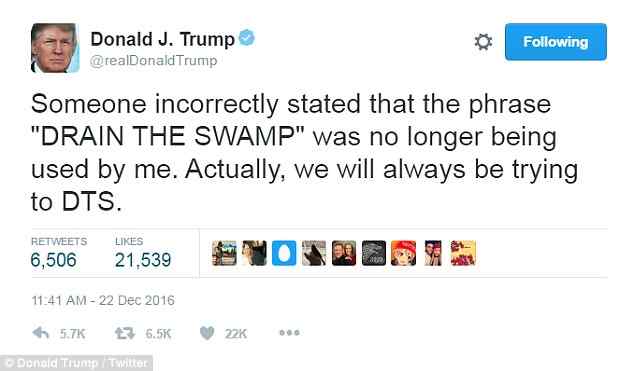 Donald J. Trump
@realDonaldTrump
Following
Someone incorrectly stated that the phrase
"DRAIN THE SWAMP" was no longer being
used by me. Actually, we will always be trying
to DTS.
RETWEETS LIKES
6,506 21,539
11:41 AM - 22 Dec 2016
5.7K 6.5K 22K
© Donald Trump / Twitter